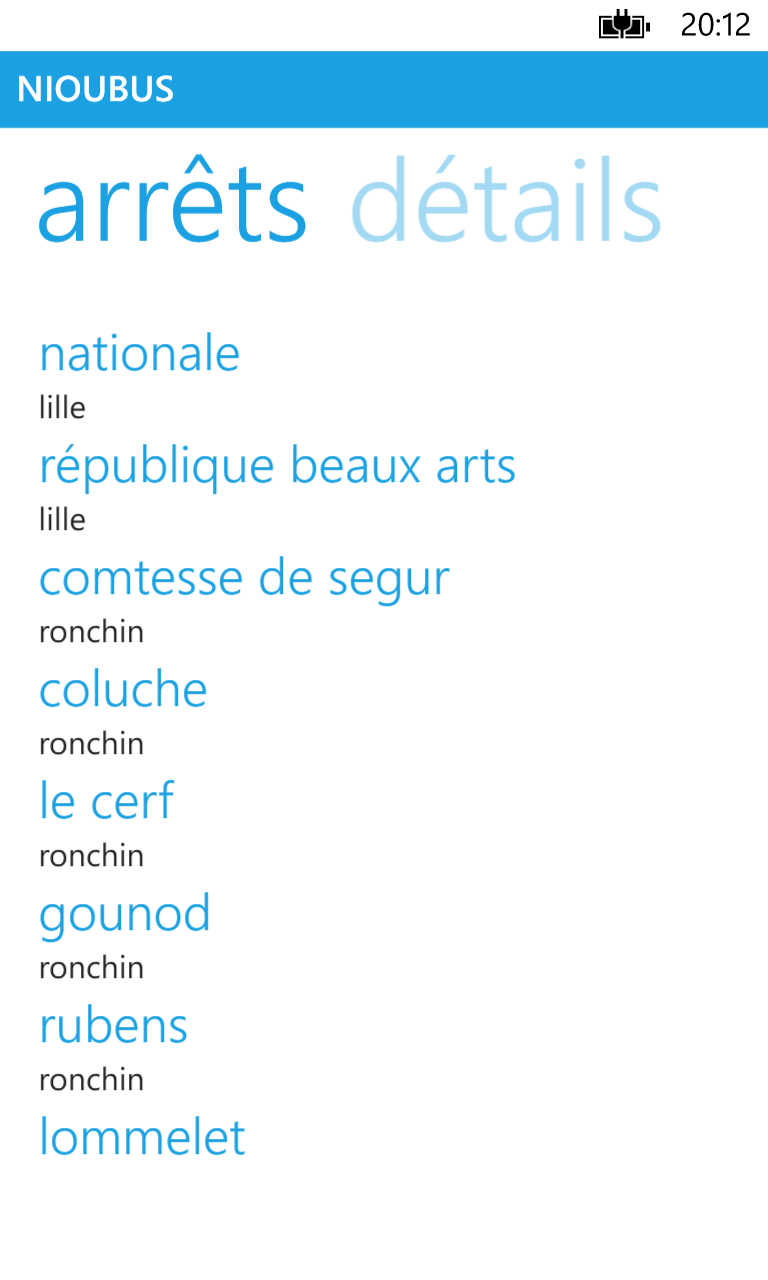 20:12
NIOUBUS
arrêts détails
nationale
lille
république beaux arts
lille
comtesse de segur
ronchin
coluche
ronchin
le cerf
ronchin
gounod
ronchin
rubens
ronchin
lommelet